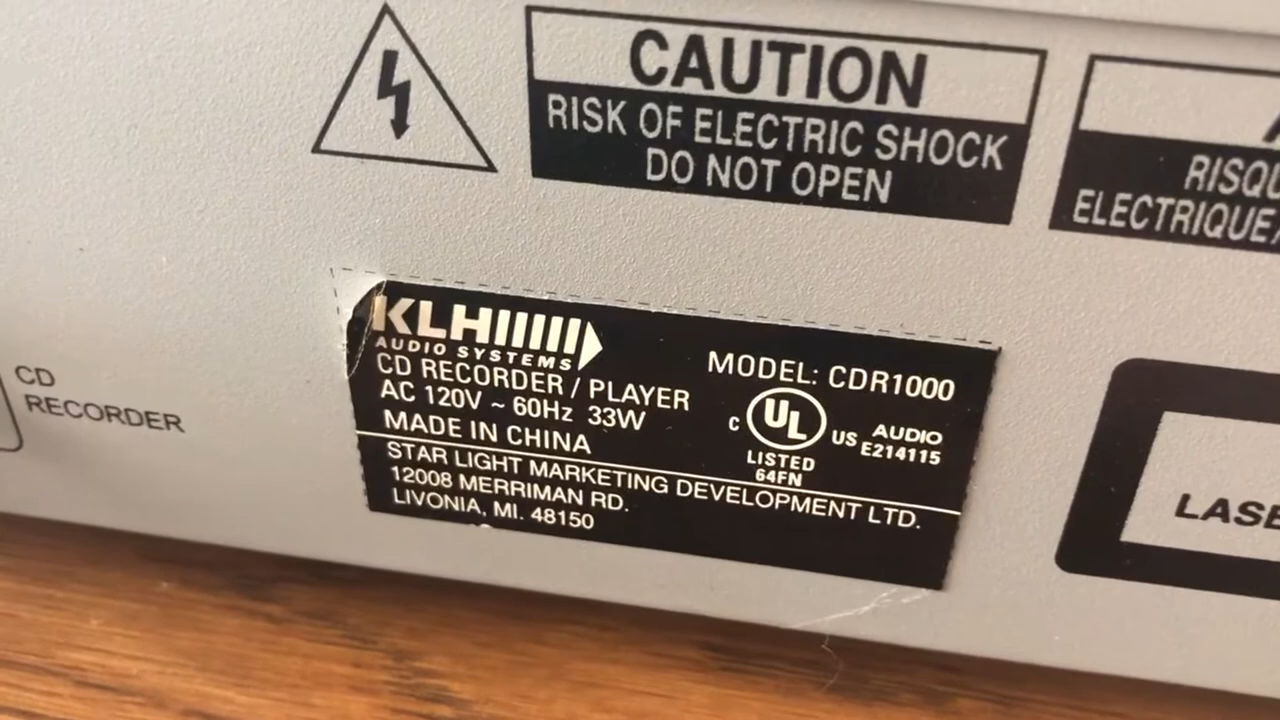 CAUTION
RISK OF ELECTRIC SHOCK
DO NOT OPEN
ELECTRIQUE
CD
RECORDER
KLH
AUDIO SYSTEMS
CD RECORDER / PLAYER
AC 120V ~ 60Hz 33W
MADE IN CHINA
MODEL: CDR1000
C UL US
LISTED
64FN
AUDIO
E214115
STAR LIGHT MARKETING DEVELOPMENT LTD.
12008 MERRIMAN RD.
LIVONIA, MI. 48150